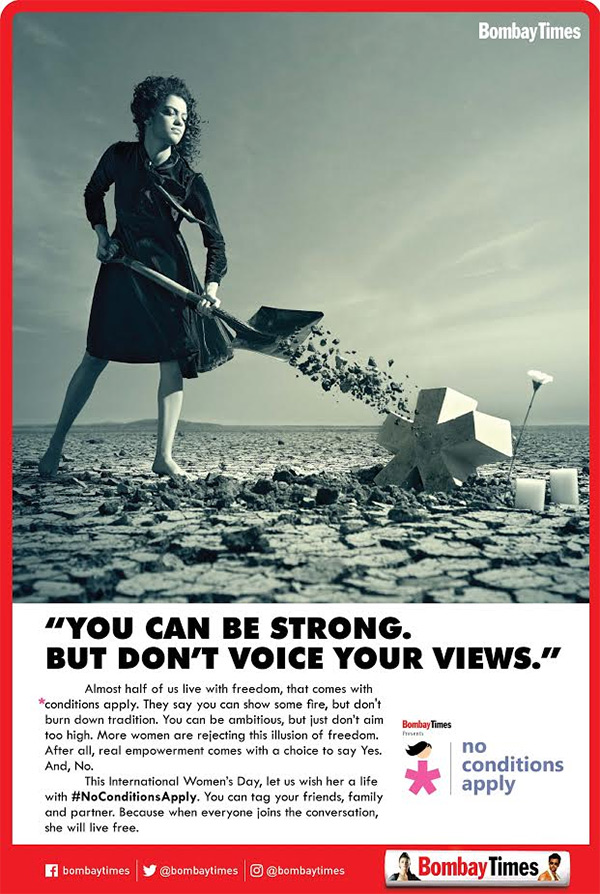 Bombay Times
"YOU CAN BE STRONG.
BUT DON'T VOICE YOUR VIEWS."
Almost half of us live with freedom, that comes with
*conditions apply. They say you can show some fire, but don't
burn down tradition. You can be ambitious, but just don't aim
too high. More women are rejecting this illusion of freedom.
After all, real empowerment comes with a choice to say Yes.
And, No.
This International Women's Day, let us wish her a life
with #NoConditionsApply. You can tag your friends, family
and partner. Because when everyone joins the conversation,
she will live free.
Bombay Times
Presents
no
conditions
apply
bombaytimes
@bombaytimes
@bombaytimes
Bombay Times